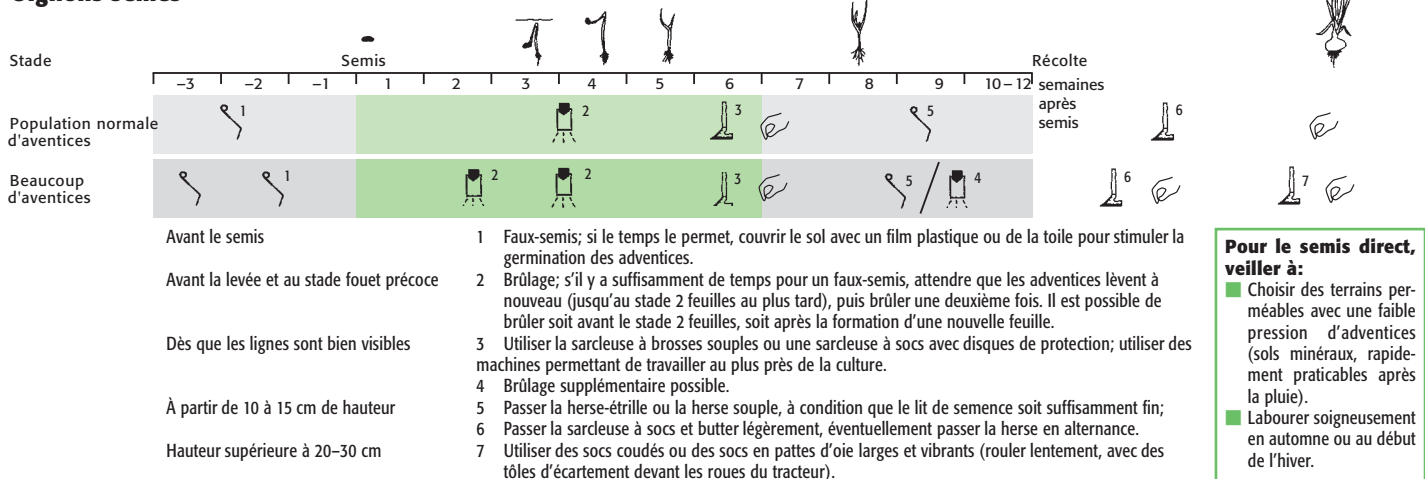 Stade
Semis
Récolte
–3 –2 –1 1 2 3 4 5 6 7 8 9 10–12 semaines
après
semis
Population normale
d'aventices
1 2 3 5 6
Beaucoup
d'aventices
1 2 2 3 5 4 6 7
Avant le semis
1 Faux-semis; si le temps le permet, couvrir le sol avec un film plastique ou de la toile pour stimuler la
germination des adventices.
Avant la levée et au stade fouet précoce
2 Brûlage; s'il y a suffisamment de temps pour un faux-semis, attendre que les adventices lèvent à
nouveau (jusqu'au stade 2 feuilles au plus tard), puis brûler une deuxième fois. Il est possible de
brûler soit avant le stade 2 feuilles, soit après la formation d'une nouvelle feuille.
Dès que les lignes sont bien visibles
3 Utiliser la sarcleuse à brosses souples ou une sarcleuse à socs avec disques de protection; utiliser des
machines permettant de travailler au plus près de la culture.
4 Brûlage supplémentaire possible.
À partir de 10 à 15 cm de hauteur
5 Passer la herse-étrille ou la herse souple, à condition que le lit de semence soit suffisamment fin;
6 Passer la sarcleuse à socs et butter légèrement, éventuellement passer la herse en alternance.
Hauteur supérieure à 20–30 cm
7 Utiliser des socs coudés ou des socs en pattes d'oie larges et vibrants (rouler lentement, avec des
tôles d'écartement devant les roues du tracteur).
Pour le semis direct,
veiller à:
Choisir des terrains per-
méables avec une faible
pression d'adventices
(sols minéraux, rapide-
ment praticables après
la pluie).
Labourer soigneusement
en automne ou au début
de l'hiver.